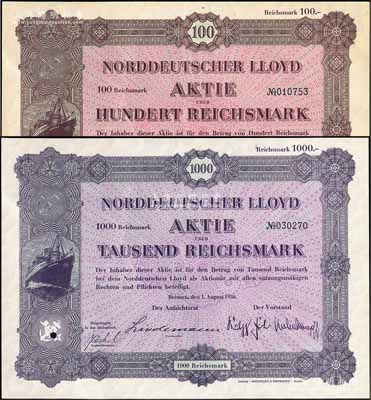 Reichsmark 100.-
100
NORDDEUTSCHER LLOYD
AKTIE
100 Reichsmark
№010753
ÜBER
HUNDERT REICHSMARK
Der Inhaber dieser Aktie ist für den Betrag von Hundert Reichsmark
Reichsmark 1000.-
1000
NORDDEUTSCHER LLOYD
AKTIE
1000 Reichsmark
№030270
ÜBER
TAUSEND REICHSMARK
Der Inhaber dieser Aktie ist für den Betrag von Tausend Reichsmark
bei dem Norddeutschen Lloyd als Aktionär mit allen satzungsmäßigen
Rechten und Pflichten beteiligt.
Bremen, den 1. August 1936
Der Aufsichtsrat
Der Vorstand
Lindemann
1000 Reichsmark